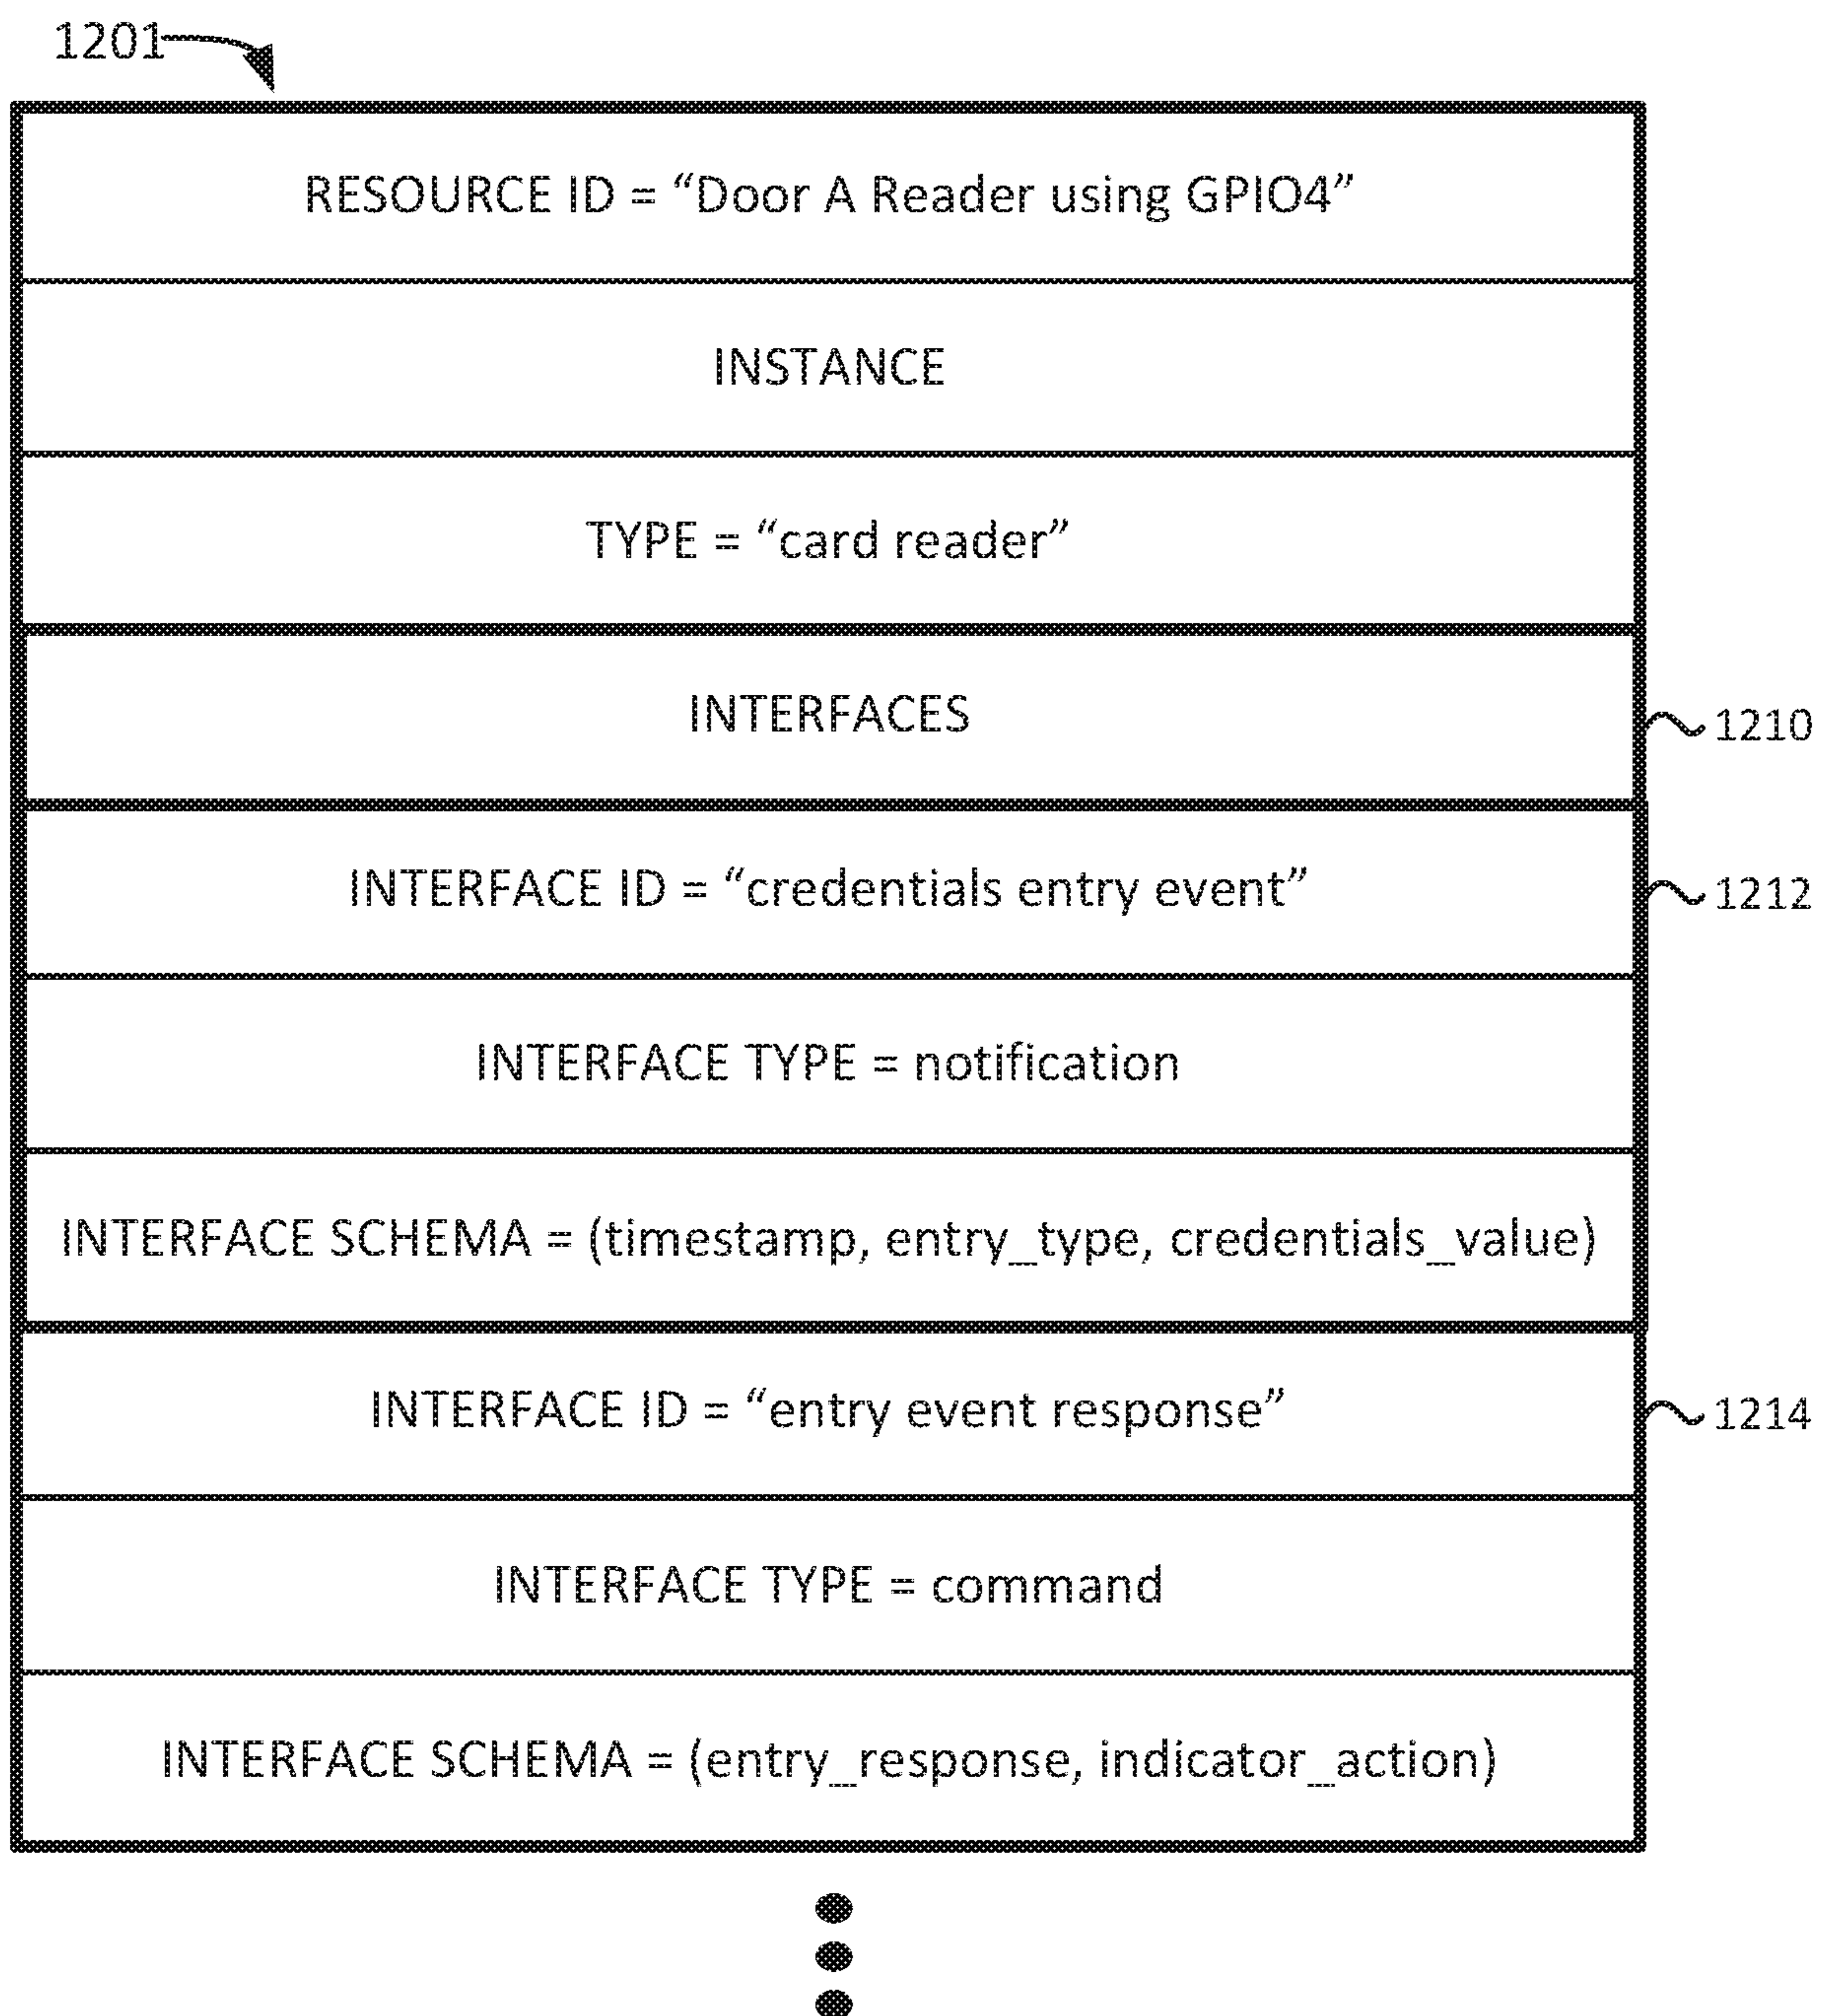 1201
RESOURCE ID = “Door A Reader using GPIO4”
INSTANCE
TYPE = “card reader”
INTERFACES
1210
INTERFACE ID = “credentials entry event”
1212
INTERFACE TYPE = notification
INTERFACE SCHEMA = (timestamp, entry_type, credentials_value)
INTERFACE ID = “entry event response”
1214
INTERFACE TYPE = command
INTERFACE SCHEMA = (entry_response, indicator_action)